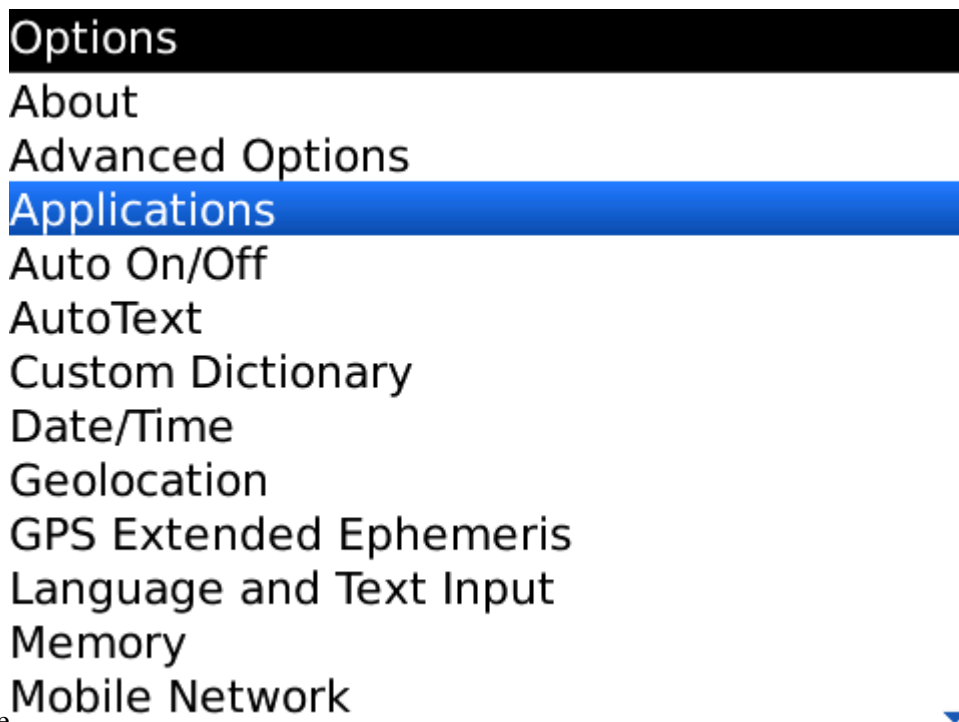 Options
About
Advanced Options
Applications
Auto On/Off
AutoText
Custom Dictionary
Date/Time
Geolocation
GPS Extended Ephemeris
Language and Text Input
Memory
Mobile Network